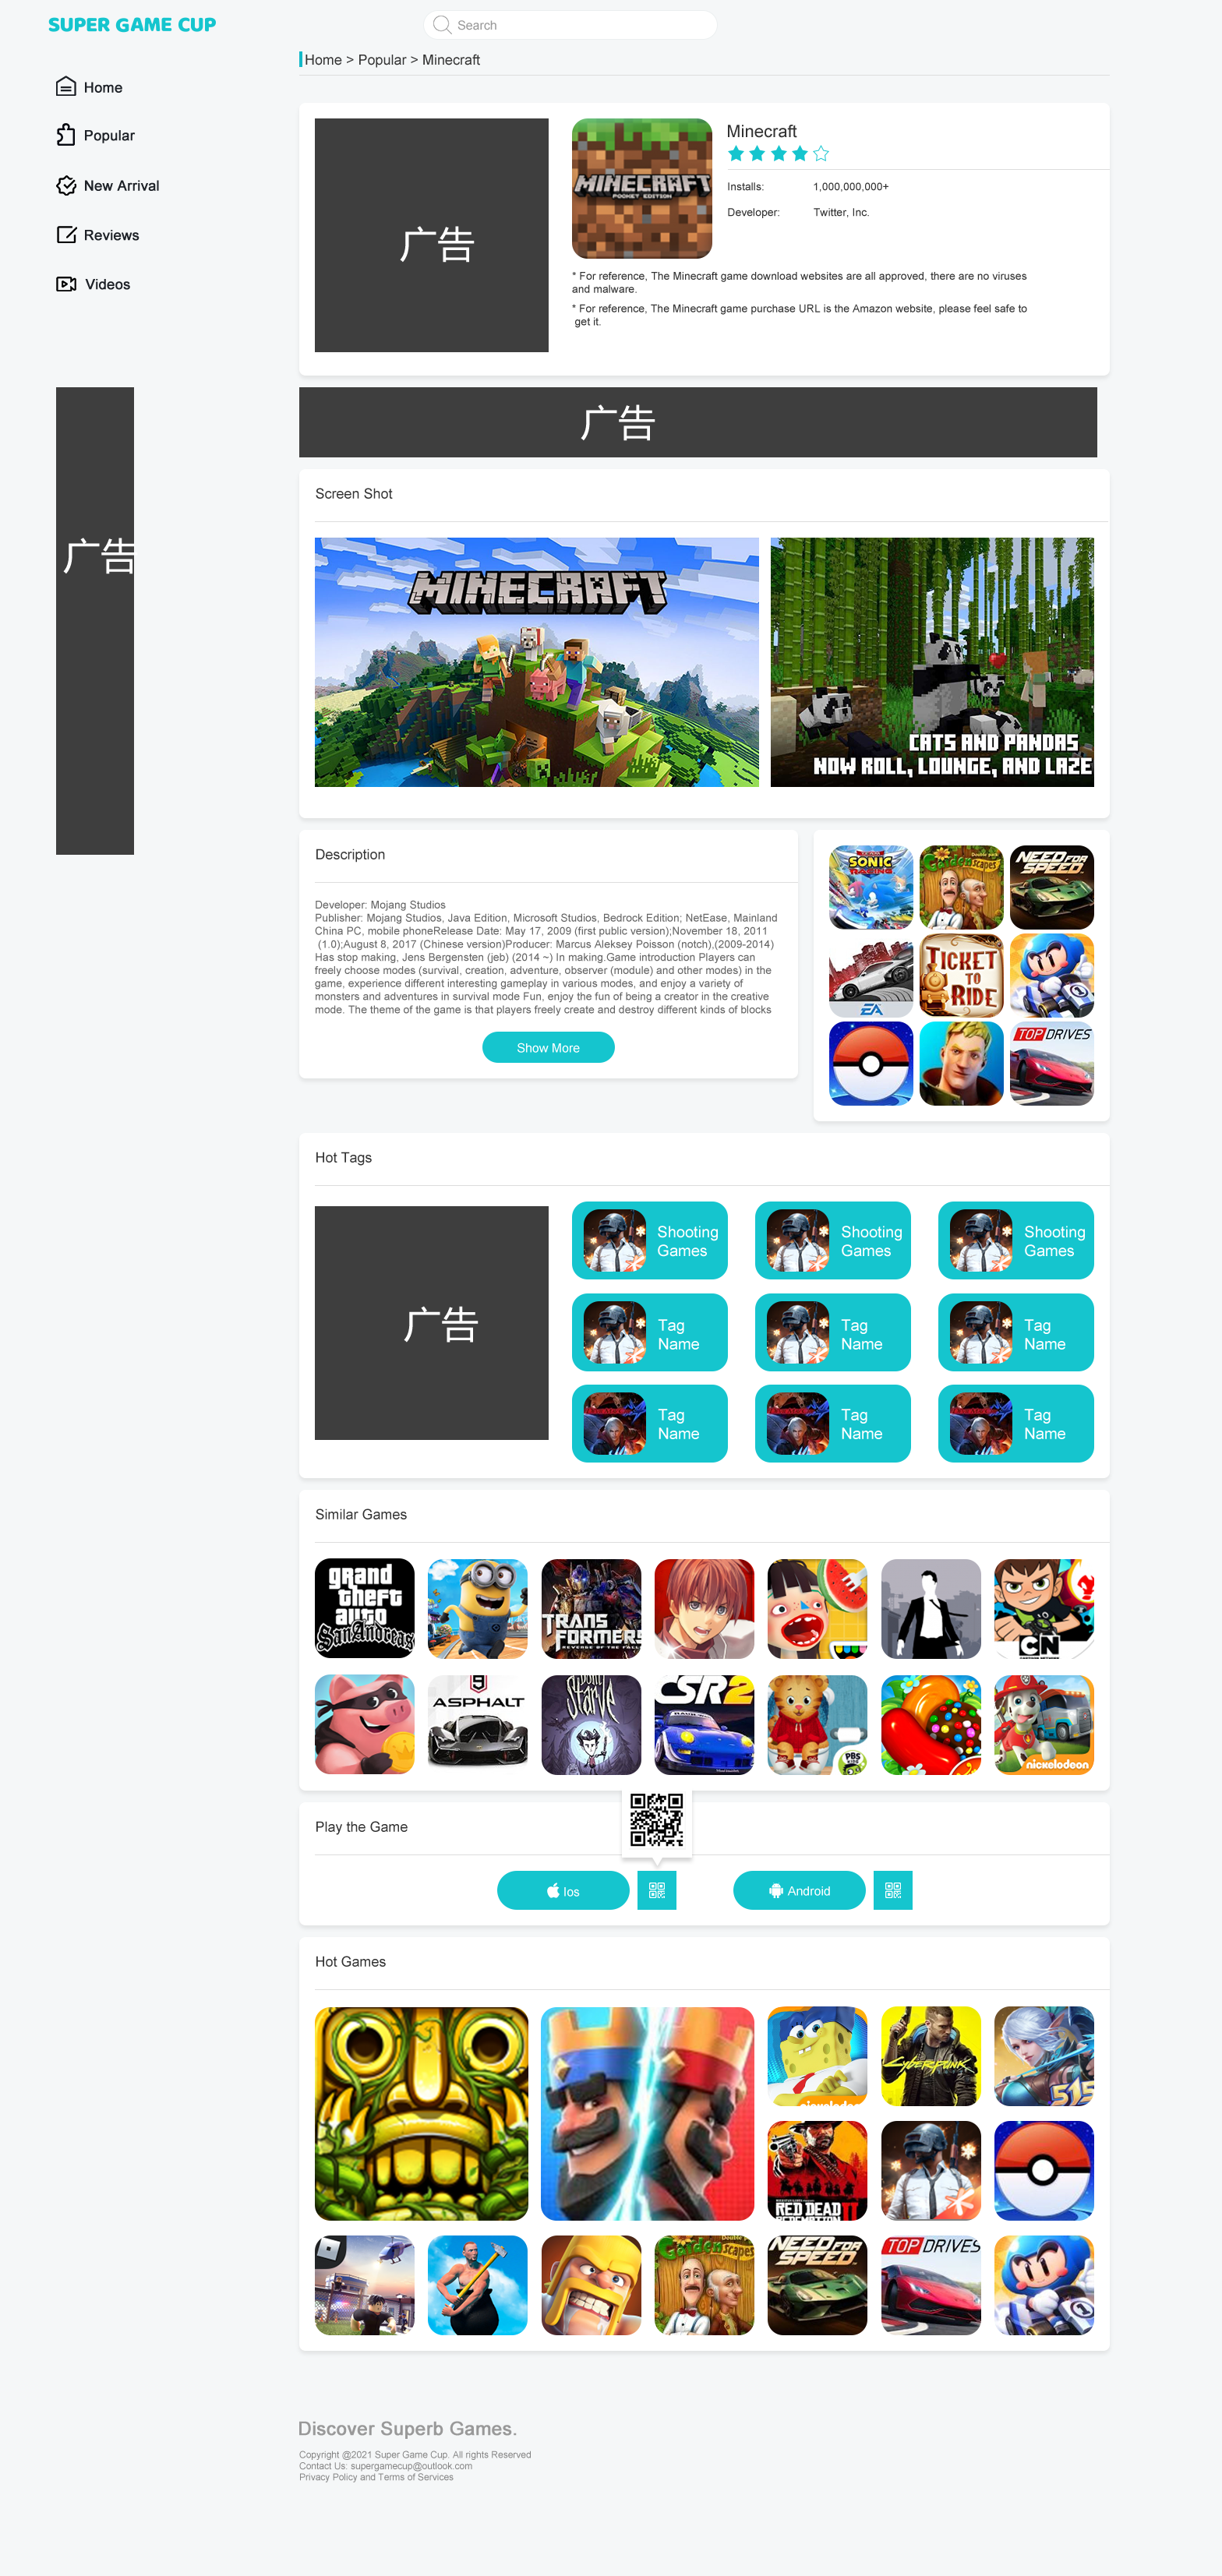 SUPER GAME CUP
Search
Home > Popular > Minecraft
Home
Popular
New Arrival
Reviews
Videos
广告
MINECRAFT
POCKET EDITION
Minecraft
Installs: 1,000,000,000+
Developer: Twitter, Inc.
* For reference, The Minecraft game download websites are all approved, there are no viruses
and malware.
* For reference, The Minecraft game purchase URL is the Amazon website, please feel safe to
get it.
广告
广告
Screen Shot
MINECRAFT
CATS AND PANDAS
NOW ROLL, LOUNGE, AND LAZE
Description
Developer: Mojang Studios
Publisher: Mojang Studios, Java Edition, Microsoft Studios, Bedrock Edition; NetEase, Mainland
China PC, mobile phoneRelease Date: May 17, 2009 (first public version);November 18, 2011
(1.0);August 8, 2017 (Chinese version)Producer: Marcus Aleksey Poisson (notch),(2009-2014)
Has stop making, Jens Bergensten (jeb) (2014 ~) In making.Game introduction Players can
freely choose modes (survival, creation, adventure, observer (module) and other modes) in the
game, experience different interesting gameplay in various modes, and enjoy a variety of
monsters and adventures in survival mode Fun, enjoy the fun of being a creator in the creative
mode. The theme of the game is that players freely create and destroy different kinds of blocks
Show More
SONIC
RACING
Gardenscapes
NEED FOR
SPEED
EA
TICKET
TO
RIDE
1
TOP DRIVES
Hot Tags
广告
Shooting
Games
Shooting
Games
Shooting
Games
Tag
Name
Tag
Name
Tag
Name
Tag
Name
Tag
Name
Tag
Name
Similar Games
grand
theft
auto
San Andreas
TRANS
FORMERS
REVENGE OF THE FALLEN
CN
CARTOON NETWORK
9
ASPHALT
Don't
Starve
CSR2
PBS
KIDS
nickelodeon
Play the Game
Ios
Android
Hot Games
nickelodeon
Cyberpunk
515
RED DEAD
REDEMPTION
II
Gardenscapes
NEED FOR
SPEED
TOP DRIVES
1
Discover Superb Games.
Copyright @2021 Super Game Cup. All rights Reserved
Contact Us: supergamecup@outlook.com
Privacy Policy and Terms of Services